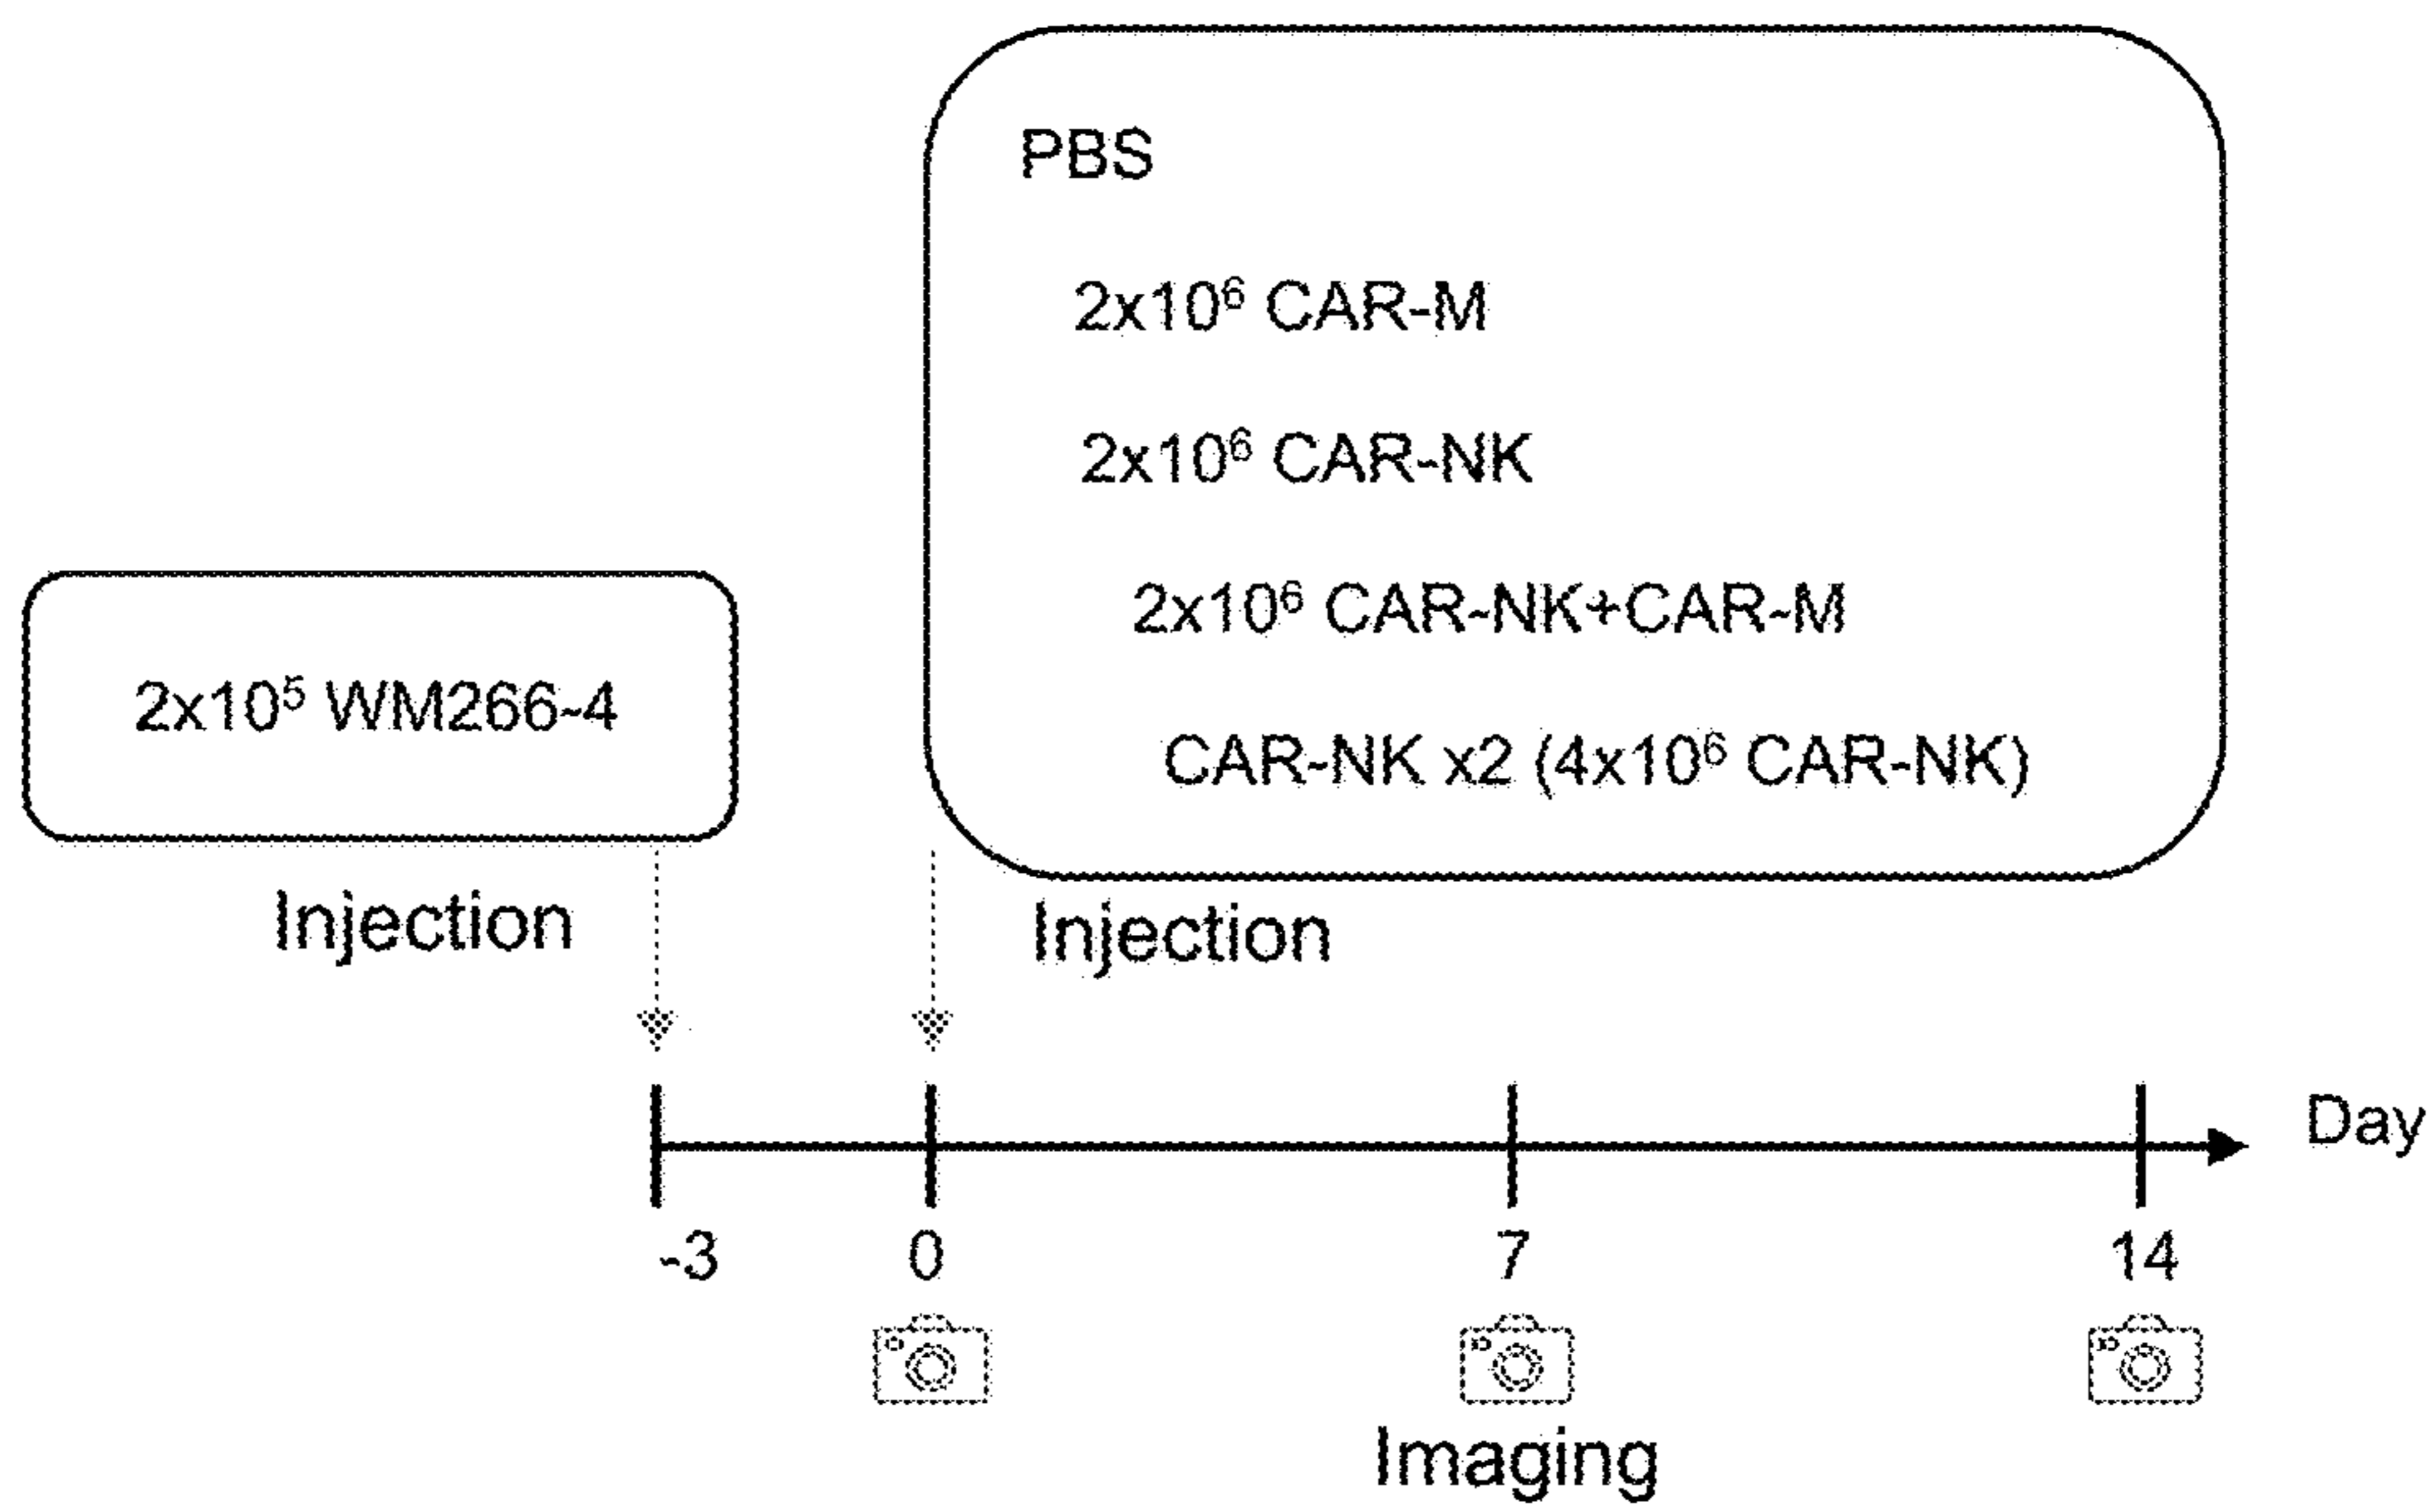 PBS
2x10⁶ CAR-M
2x10⁶ CAR-NK
2x10⁶ CAR-NK+CAR-M
CAR-NK x2 (4x10⁶ CAR-NK)
2x10⁵ WM266-4
Injection
Injection
Day
-3 0 7 14
Imaging